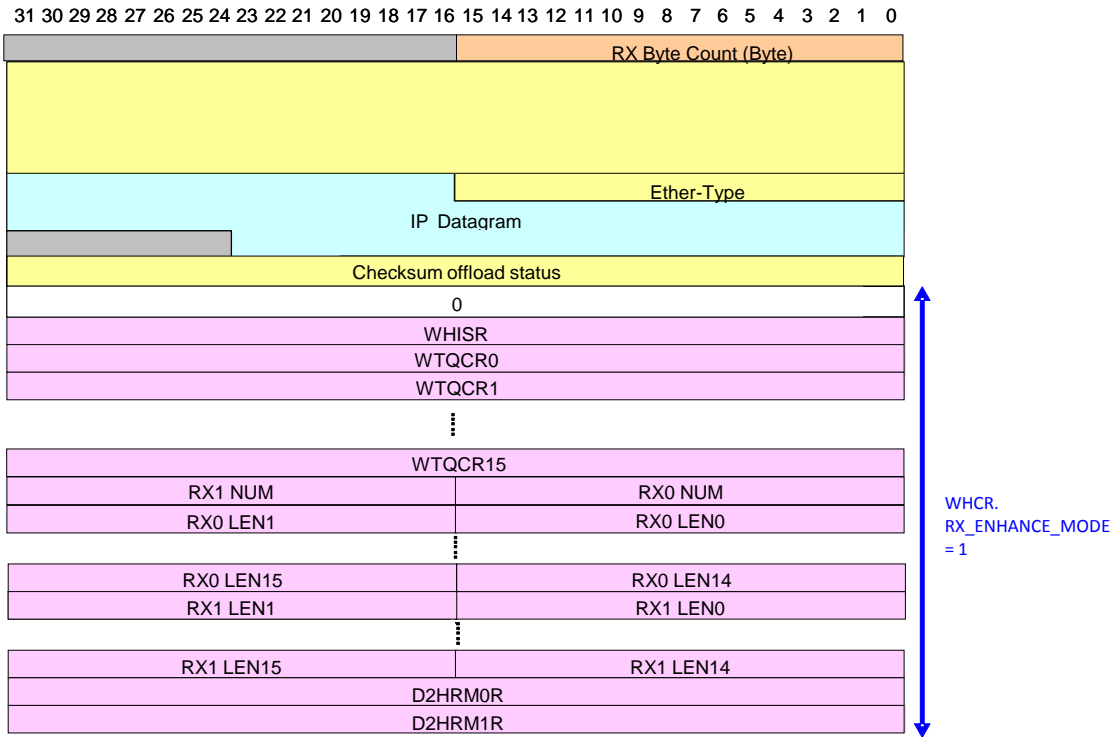 31 30 29 28 27 26 25 24 23 22 21 20 19 18 17 16 15 14 13 12 11 10 9 8 7 6 5 4 3 2 1 0
RX Byte Count (Byte)
Ether-Type
IP Datagram
Checksum offload status
0
WHISR
WTQCR0
WTQCR1
WTQCR15
RX1 NUM RX0 NUM
RX0 LEN1 RX0 LEN0
RX0 LEN15 RX0 LEN14
RX1 LEN1 RX1 LEN0
RX1 LEN15 RX1 LEN14
D2HRM0R
D2HRM1R
WHCR.
RX_ENHANCE_MODE
= 1